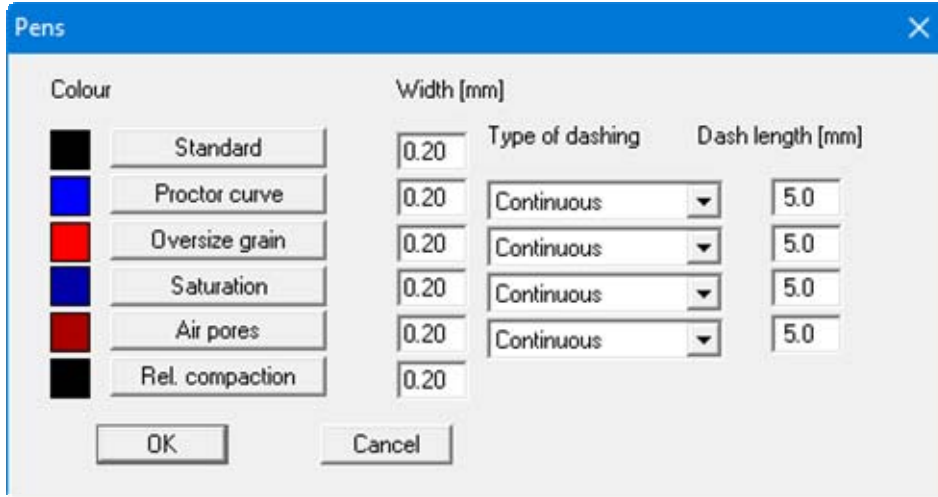 Pens
Colour Width [mm]
Type of dashing Dash length [mm]
Standard 0.20
Proctor curve 0.20 Continuous 5.0
Oversize grain 0.20 Continuous 5.0
Saturation 0.20 Continuous 5.0
Air pores 0.20 Continuous 5.0
Rel. compaction 0.20
OK Cancel